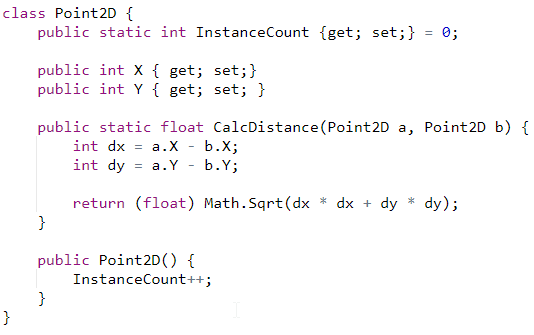 class Point2D {
    public static int InstanceCount {get; set;} = 0;

    public int X { get; set;}
    public int Y { get; set; }

    public static float CalcDistance(Point2D a, Point2D b) {
        int dx = a.X - b.X;
        int dy = a.Y - b.Y;

        return (float) Math.Sqrt(dx * dx + dy * dy);
    }

    public Point2D() {
        InstanceCount++;
    }
}